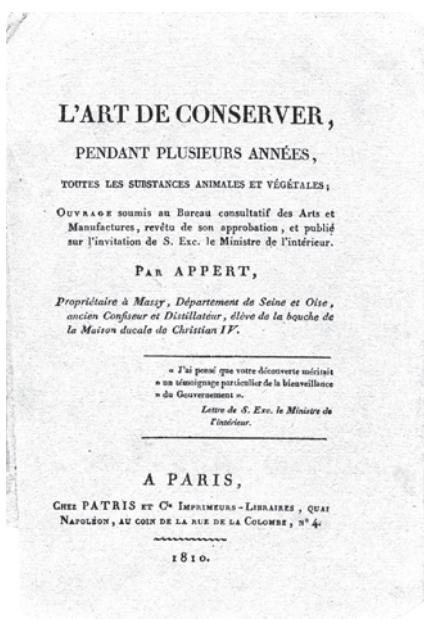 L'ART DE CONSERVER,
PENDANT PLUSIEURS ANNÉES,
TOUTES LES SUBSTANCES ANIMALES ET VÉGÉTALES;
OUVRAGE soumis au Bureau consultatif des Arts et
Manufactures, revêtu de son approbation, et publié
sur l'invitation de S. Exc. le Ministre de l'intérieur.
PAR APPERT,
Propriétaire à Massy, Département de Seine et Oise,
ancien Confiseur et Distillateur, élève de la bouche de
la Maison ducale de Christian IV.
« J'ai pensé que votre découverte méritait
» un témoignage particulier de la bienveillance
» du Gouvernement ».
Lettre de S. Exc. le Ministre de
l'intérieur.
A PARIS,
CHEZ PATRIS ET Cie IMPRIMEURS-LIBRAIRES, QUAI
NAPOLÉON, AU COIN DE LA RUE DE LA COLOMBE, N° 4.
1810.